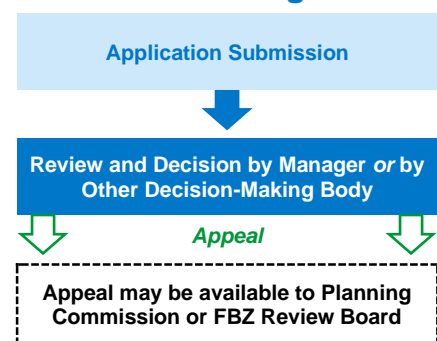 Application Submission
Review and Decision by Manager or by
Other Decision-Making Body
Appeal
Appeal may be available to Planning
Commission or FBZ Review Board